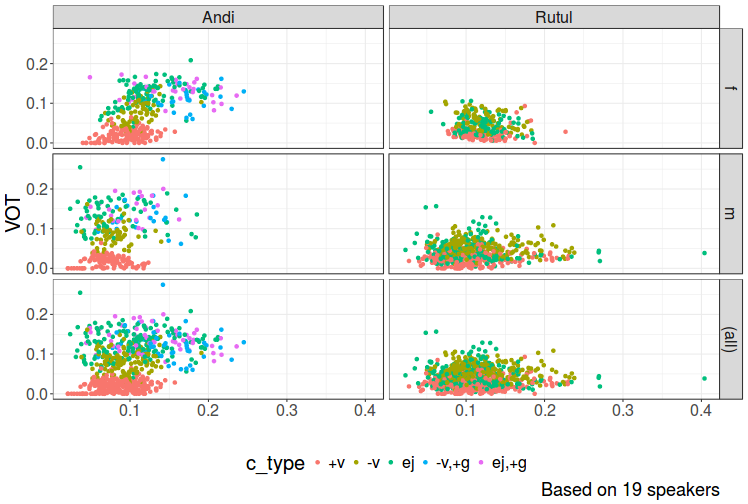 Andi Rutul
0.2
0.1
0.0
f
0.2
0.1
0.0
m
VOT
0.2
0.1
0.0
(all)
0.1 0.2 0.3 0.4 0.1 0.2 0.3 0.4
c_type +v -v ej -v,+g ej,+g
Based on 19 speakers